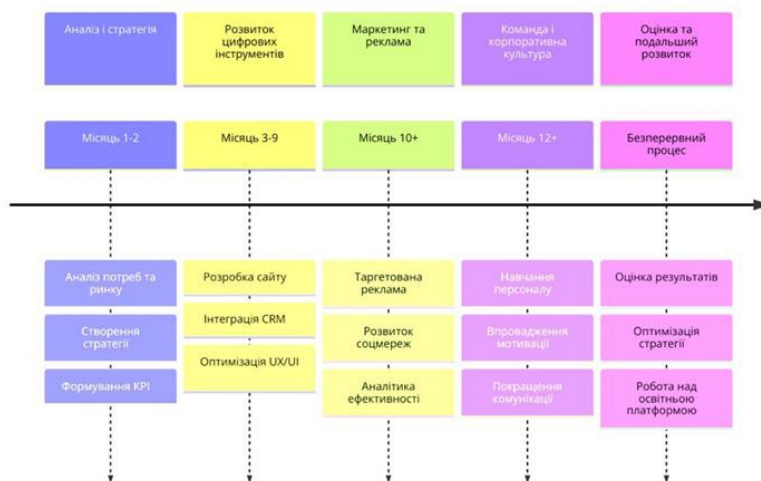 Аналіз і стратегія
Розвиток
цифрових
інструментів
Маркетинг та
реклама
Команда і
корпоративна
культура
Оцінка та
подальший
розвиток
Місяць 1-2
Місяць 3-9
Місяць 10+
Місяць 12+
Безперервний
процес
Аналіз потреб та
ринку
Створення
стратегії
Формування KPI
Розробка сайту
Інтеграція CRM
Оптимізація UX/UI
Таргетована
реклама
Розвиток
соцмереж
Аналітика
ефективності
Навчання
персоналу
Впровадження
мотивації
Покращення
комунікації
Оцінка результатів
Оптимізація
стратегії
Робота над
освітньою
платформою